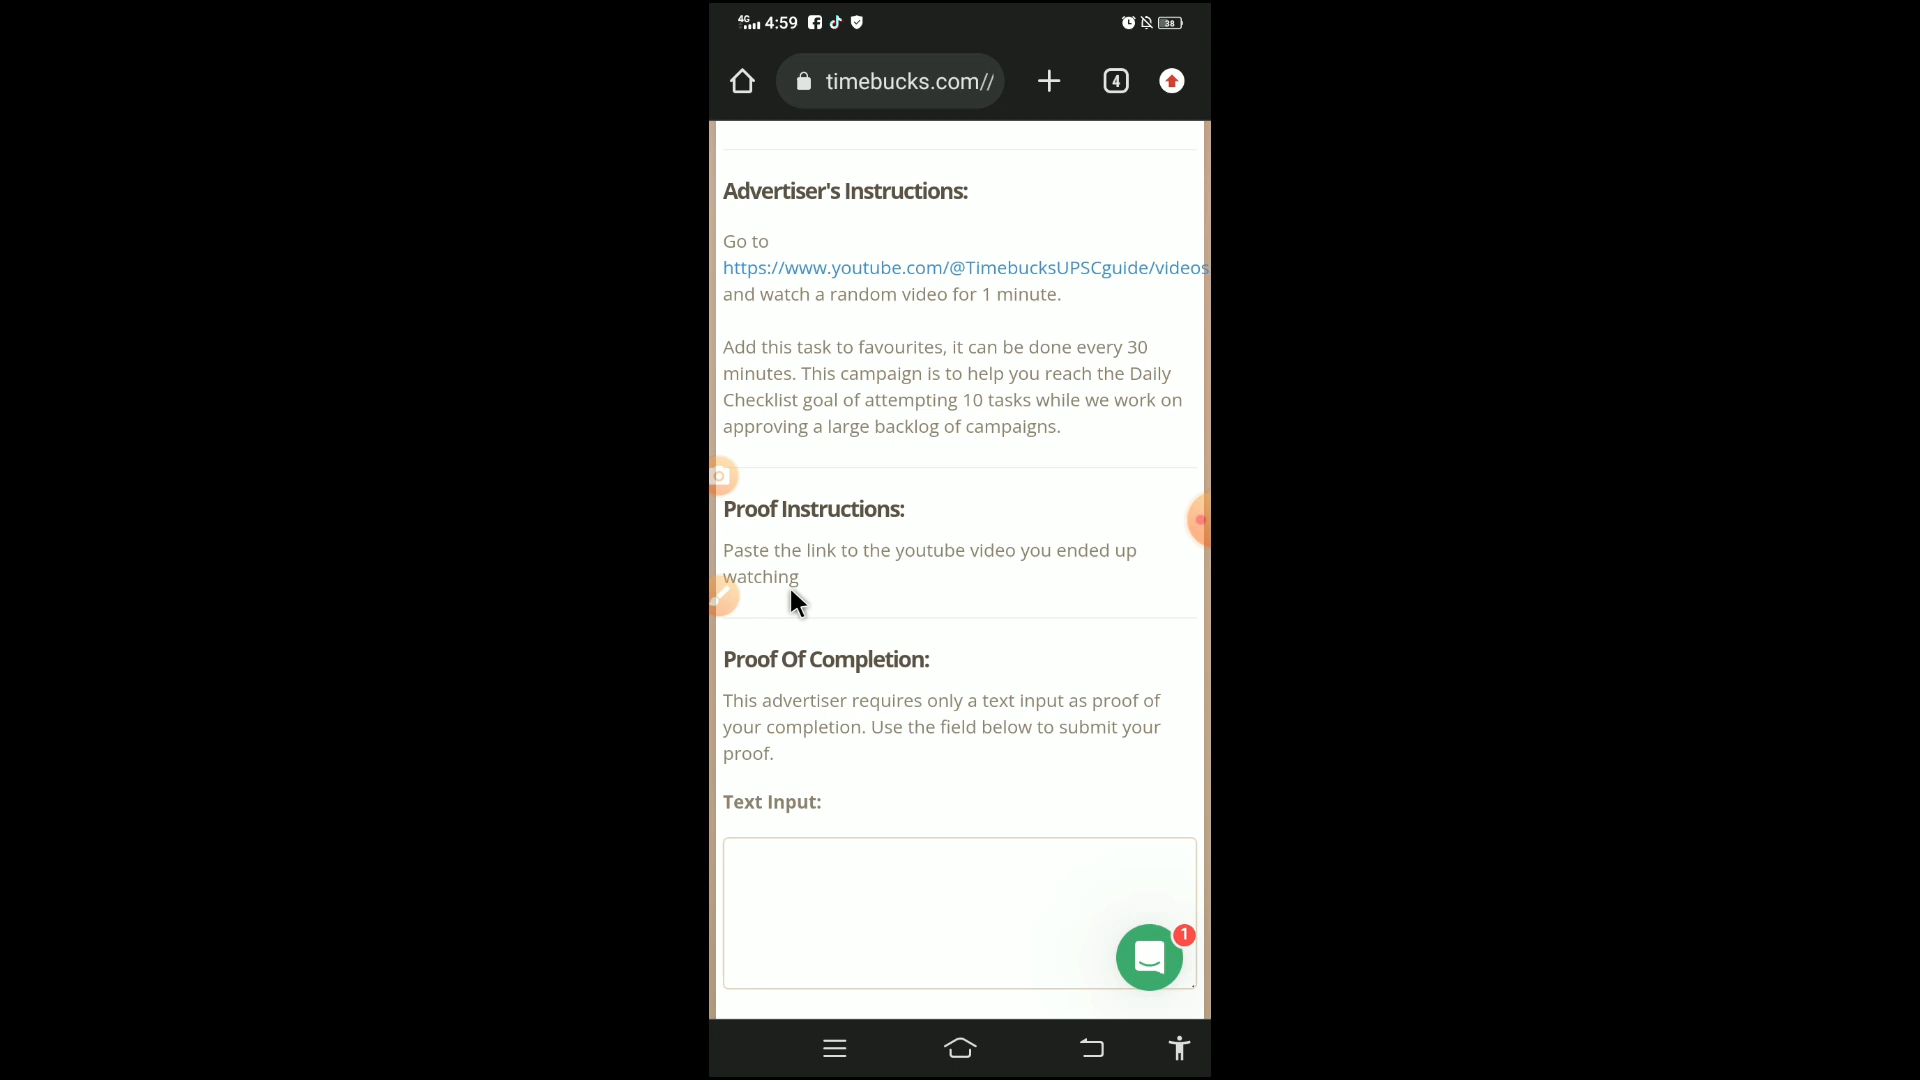 4G 4:59 38
timebucks.com// 4
Advertiser's Instructions:
Go to
https://www.youtube.com/@TimebucksUPSCguide/videos
and watch a random video for 1 minute.
Add this task to favourites, it can be done every 30
minutes. This campaign is to help you reach the Daily
Checklist goal of attempting 10 tasks while we work on
approving a large backlog of campaigns.
Proof Instructions:
Paste the link to the youtube video you ended up
watching
Proof Of Completion:
This advertiser requires only a text input as proof of
your completion. Use the field below to submit your
proof.
Text Input:
1